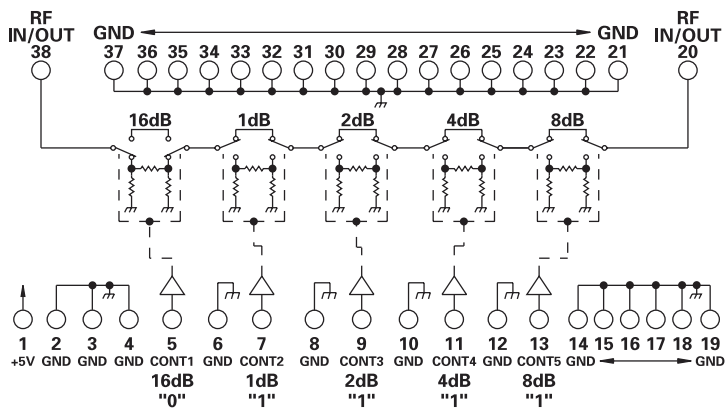 RF RF
IN/OUT GND GND IN/OUT
38 37 36 35 34 33 32 31 30 29 28 27 26 25 24 23 22 21 20
16dB 1dB 2dB 4dB 8dB
1 2 3 4 5 6 7 8 9 10 11 12 13 14 15 16 17 18 19
+5V GND GND GND CONT1 GND CONT2 GND CONT3 GND CONT4 GND CONT5 GND GND
16dB 1dB 2dB 4dB 8dB
"0" "1" "1" "1" "1"